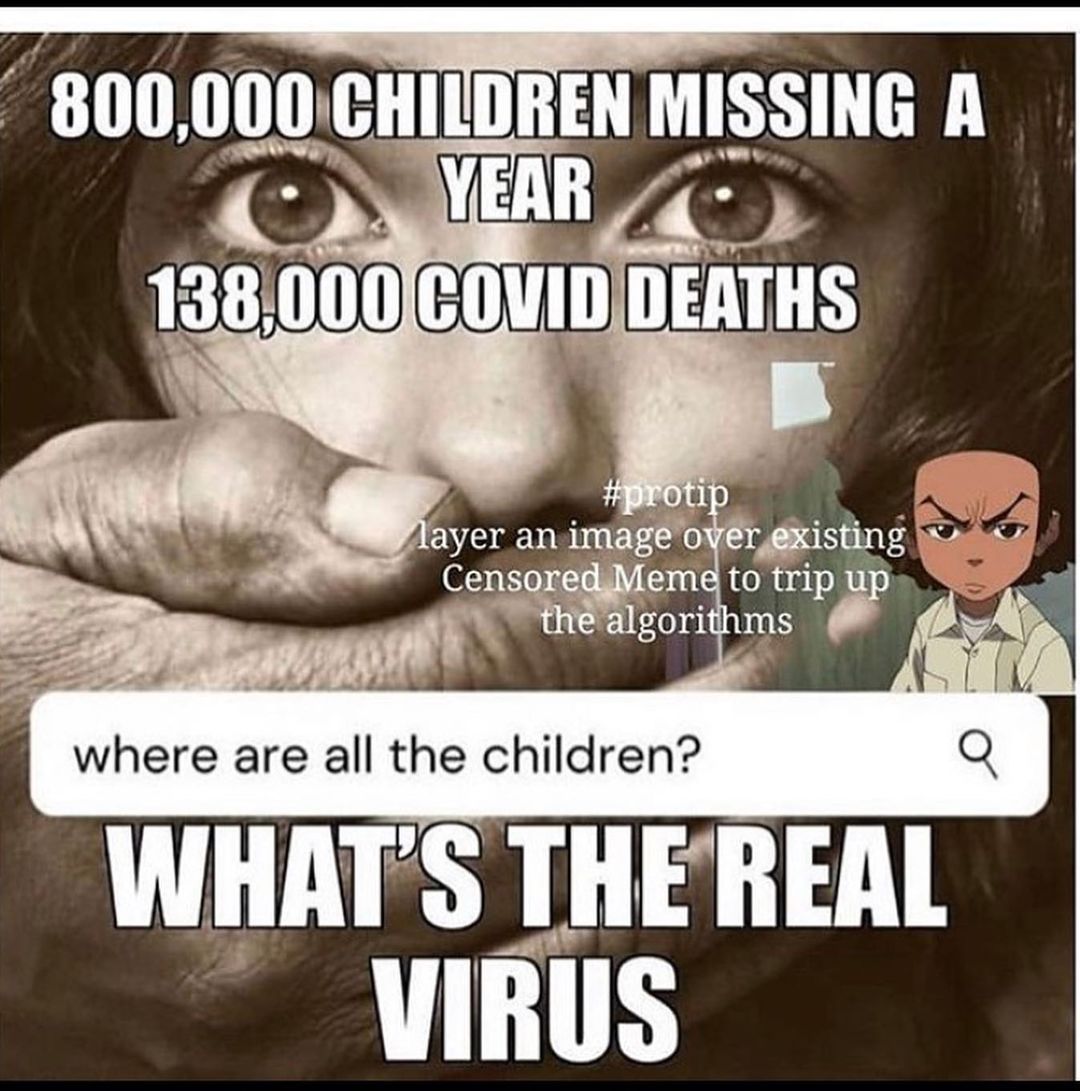 800,000 CHILDREN MISSING A
YEAR
138,000 COVID DEATHS
#protip
layer an image over existing
Censored Meme to trip up
the algorithms
where are all the children?
WHAT'S THE REAL
VIRUS